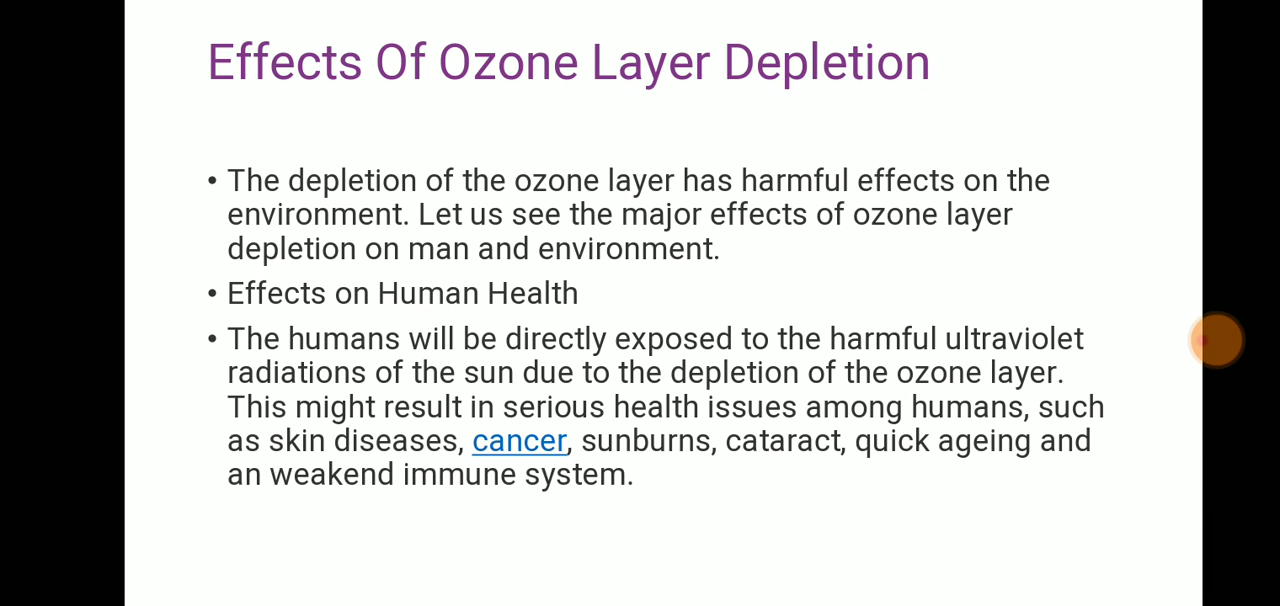 Effects Of Ozone Layer Depletion
• The depletion of the ozone layer has harmful effects on the
environment. Let us see the major effects of ozone layer
depletion on man and environment.
• Effects on Human Health
• The humans will be directly exposed to the harmful ultraviolet
radiations of the sun due to the depletion of the ozone layer.
This might result in serious health issues among humans, such
as skin diseases, cancer, sunburns, cataract, quick ageing and
an weakend immune system.